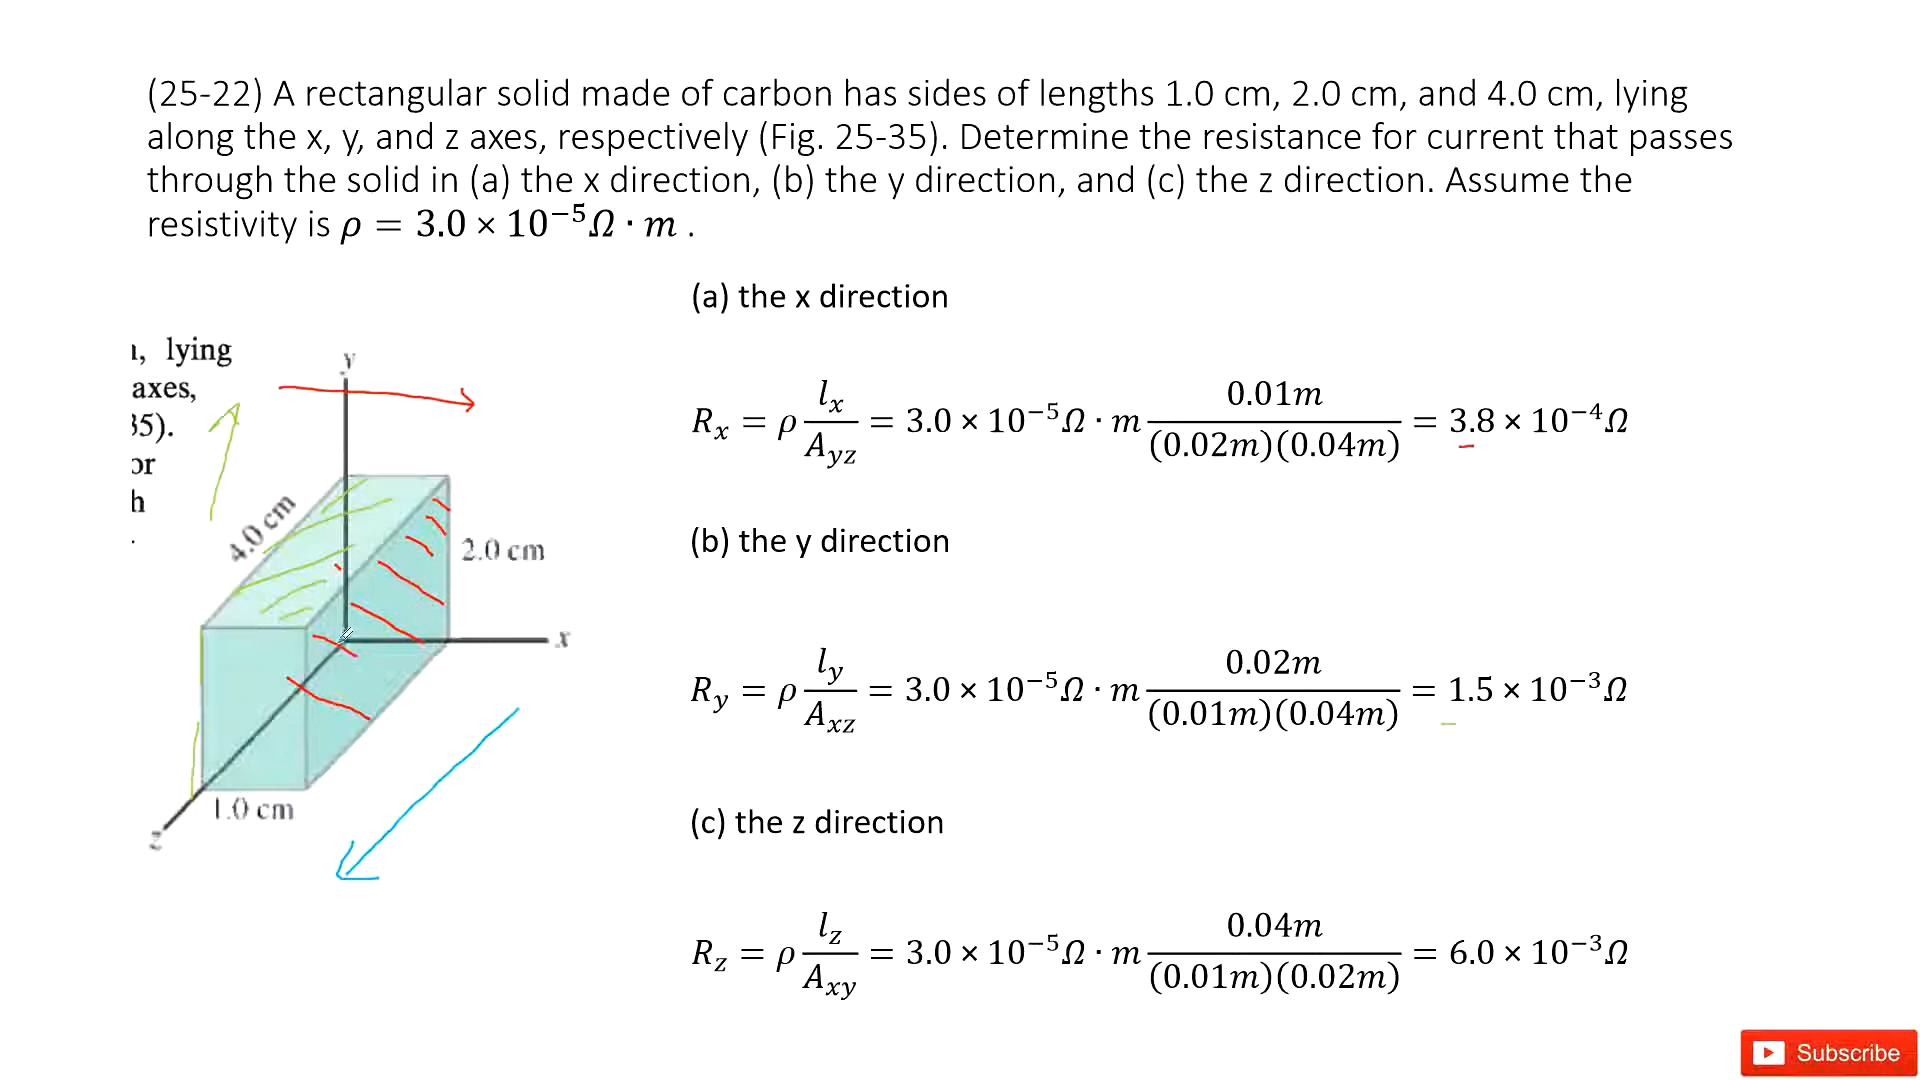 (25-22) A rectangular solid made of carbon has sides of lengths 1.0 cm, 2.0 cm, and 4.0 cm, lying
along the x, y, and z axes, respectively (Fig. 25-35). Determine the resistance for current that passes
through the solid in (a) the x direction, (b) the y direction, and (c) the z direction. Assume the
resistivity is ρ = 3.0 × 10⁻⁵Ω · m .
, lying
axes,
35).
or
h
.
y
4.0 cm
2.0 cm
x
1.0 cm
z
(a) the x direction
R_x = ρ l_x / A_yz = 3.0 × 10⁻⁵Ω · m 0.01m / (0.02m)(0.04m) = 3.8 × 10⁻⁴Ω
(b) the y direction
R_y = ρ l_y / A_xz = 3.0 × 10⁻⁵Ω · m 0.02m / (0.01m)(0.04m) = 1.5 × 10⁻³Ω
(c) the z direction
R_z = ρ l_z / A_xy = 3.0 × 10⁻⁵Ω · m 0.04m / (0.01m)(0.02m) = 6.0 × 10⁻³Ω
Subscribe